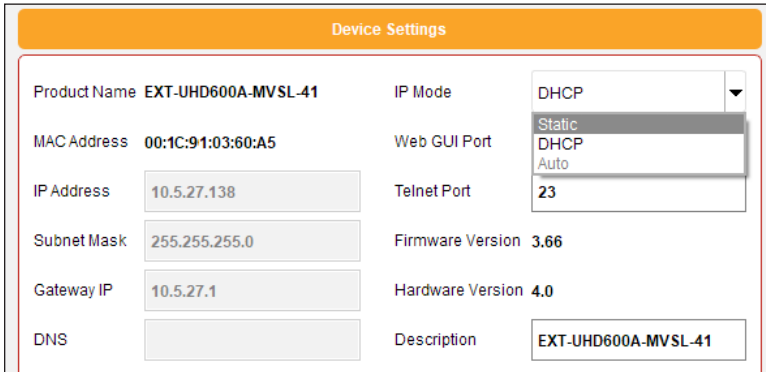 Device Settings
Product Name EXT-UHD600A-MVSL-41 IP Mode DHCP
Static
MAC Address 00:1C:91:03:60:A5 Web GUI Port DHCP
Auto
IP Address 10.5.27.138 Telnet Port 23
Subnet Mask 255.255.255.0 Firmware Version 3.66
Gateway IP 10.5.27.1 Hardware Version 4.0
DNS Description EXT-UHD600A-MVSL-41